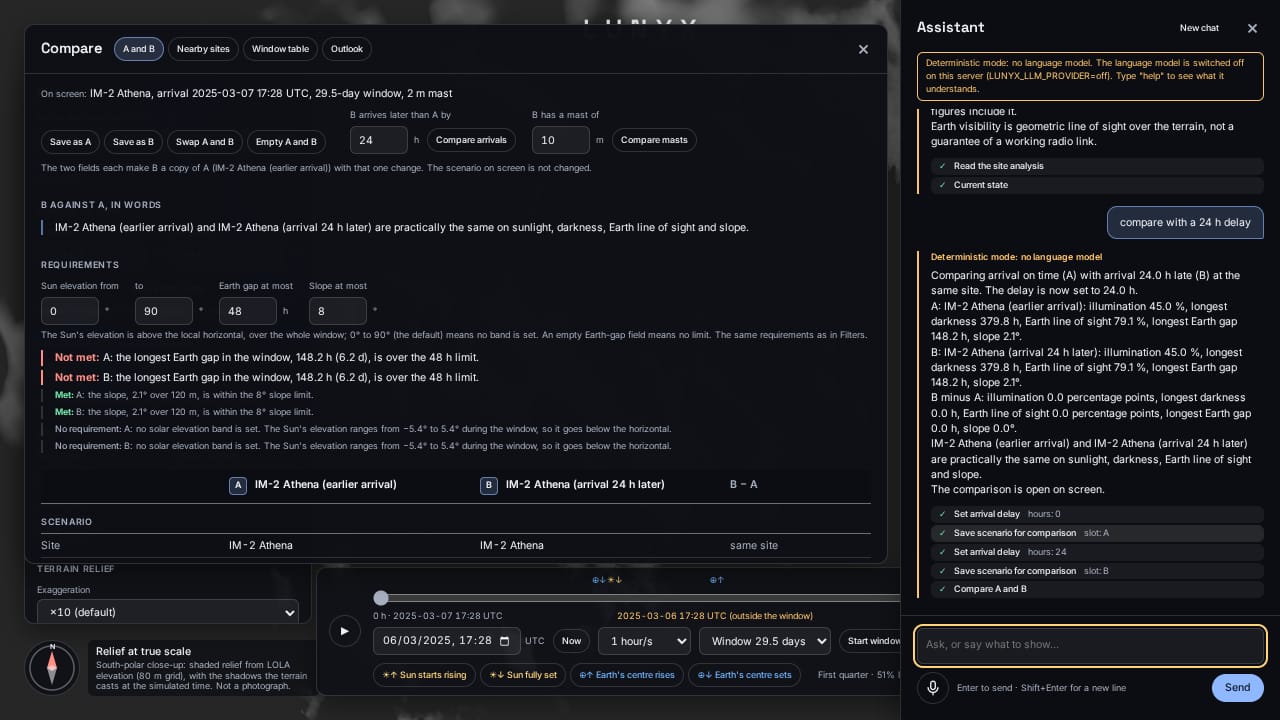 LUNYX
Compare
A and B
Nearby sites
Window table
Outlook
On screen: IM-2 Athena, arrival 2025-03-07 17:28 UTC, 29.5-day window, 2 m mast
B arrives later than A by
B has a mast of
Save as A
Save as B
Swap A and B
Empty A and B
24 h
Compare arrivals
10 m
Compare masts
The two fields each make B a copy of A (IM-2 Athena (earlier arrival)) with that one change. The scenario on screen is not changed.
B AGAINST A, IN WORDS
IM-2 Athena (earlier arrival) and IM-2 Athena (arrival 24 h later) are practically the same on sunlight, darkness, Earth line of sight and slope.
REQUIREMENTS
Sun elevation from
to
Earth gap at most
Slope at most
0 °
90 °
48 h
8 °
The Sun's elevation is above the local horizontal, over the whole window; 0° to 90° (the default) means no band is set. An empty Earth-gap field means no limit. The same requirements as in Filters.
Not met: A: the longest Earth gap in the window, 148.2 h (6.2 d), is over the 48 h limit.
Not met: B: the longest Earth gap in the window, 148.2 h (6.2 d), is over the 48 h limit.
Met: A: the slope, 2.1° over 120 m, is within the 8° slope limit.
Met: B: the slope, 2.1° over 120 m, is within the 8° slope limit.
No requirement: A: no solar elevation band is set. The Sun's elevation ranges from −5.4° to 5.4° during the window, so it goes below the horizontal.
No requirement: B: no solar elevation band is set. The Sun's elevation ranges from −5.4° to 5.4° during the window, so it goes below the horizontal.
A IM-2 Athena (earlier arrival)
B IM-2 Athena (arrival 24 h later)
B − A
SCENARIO
Site
IM-2 Athena
IM-2 Athena
same site
TERRAIN RELIEF
Exaggeration
×10 (default)
N
Relief at true scale
South-polar close-up: shaded relief from LOLA
elevation (80 m grid), with the shadows the terrain
casts at the simulated time. Not a photograph.
⊕↓☀↓
⊕↑
0 h · 2025-03-07 17:28 UTC
2025-03-06 17:28 UTC (outside the window)
06/03/2025, 17:28
UTC
Now
1 hour/s
Window 29.5 days
Start window
☀↑ Sun starts rising
☀↓ Sun fully set
⊕↑ Earth's centre rises
⊕↓ Earth's centre sets
First quarter · 51%
Assistant
New chat
Deterministic mode: no language model. The language model is switched off
on this server (LUNYX_LLM_PROVIDER=off). Type "help" to see what it
understands.
figures include it.
Earth visibility is geometric line of sight over the terrain, not a
guarantee of a working radio link.
✓ Read the site analysis
✓ Current state
compare with a 24 h delay
Deterministic mode: no language model
Comparing arrival on time (A) with arrival 24.0 h late (B) at the
same site. The delay is now set to 24.0 h.
A: IM-2 Athena (earlier arrival): illumination 45.0 %, longest
darkness 379.8 h, Earth line of sight 79.1 %, longest Earth gap
148.2 h, slope 2.1°.
B: IM-2 Athena (arrival 24 h later): illumination 45.0 %, longest
darkness 379.8 h, Earth line of sight 79.1 %, longest Earth gap
148.2 h, slope 2.1°.
B minus A: illumination 0.0 percentage points, longest darkness
0.0 h, Earth line of sight 0.0 percentage points, longest Earth gap
0.0 h, slope 0.0°.
IM-2 Athena (earlier arrival) and IM-2 Athena (arrival 24 h later)
are practically the same on sunlight, darkness, Earth line of sight
and slope.
The comparison is open on screen.
✓ Set arrival delay hours: 0
✓ Save scenario for comparison slot: A
✓ Set arrival delay hours: 24
✓ Save scenario for comparison slot: B
✓ Compare A and B
Ask, or say what to show...
Enter to send · Shift+Enter for a new line
Send